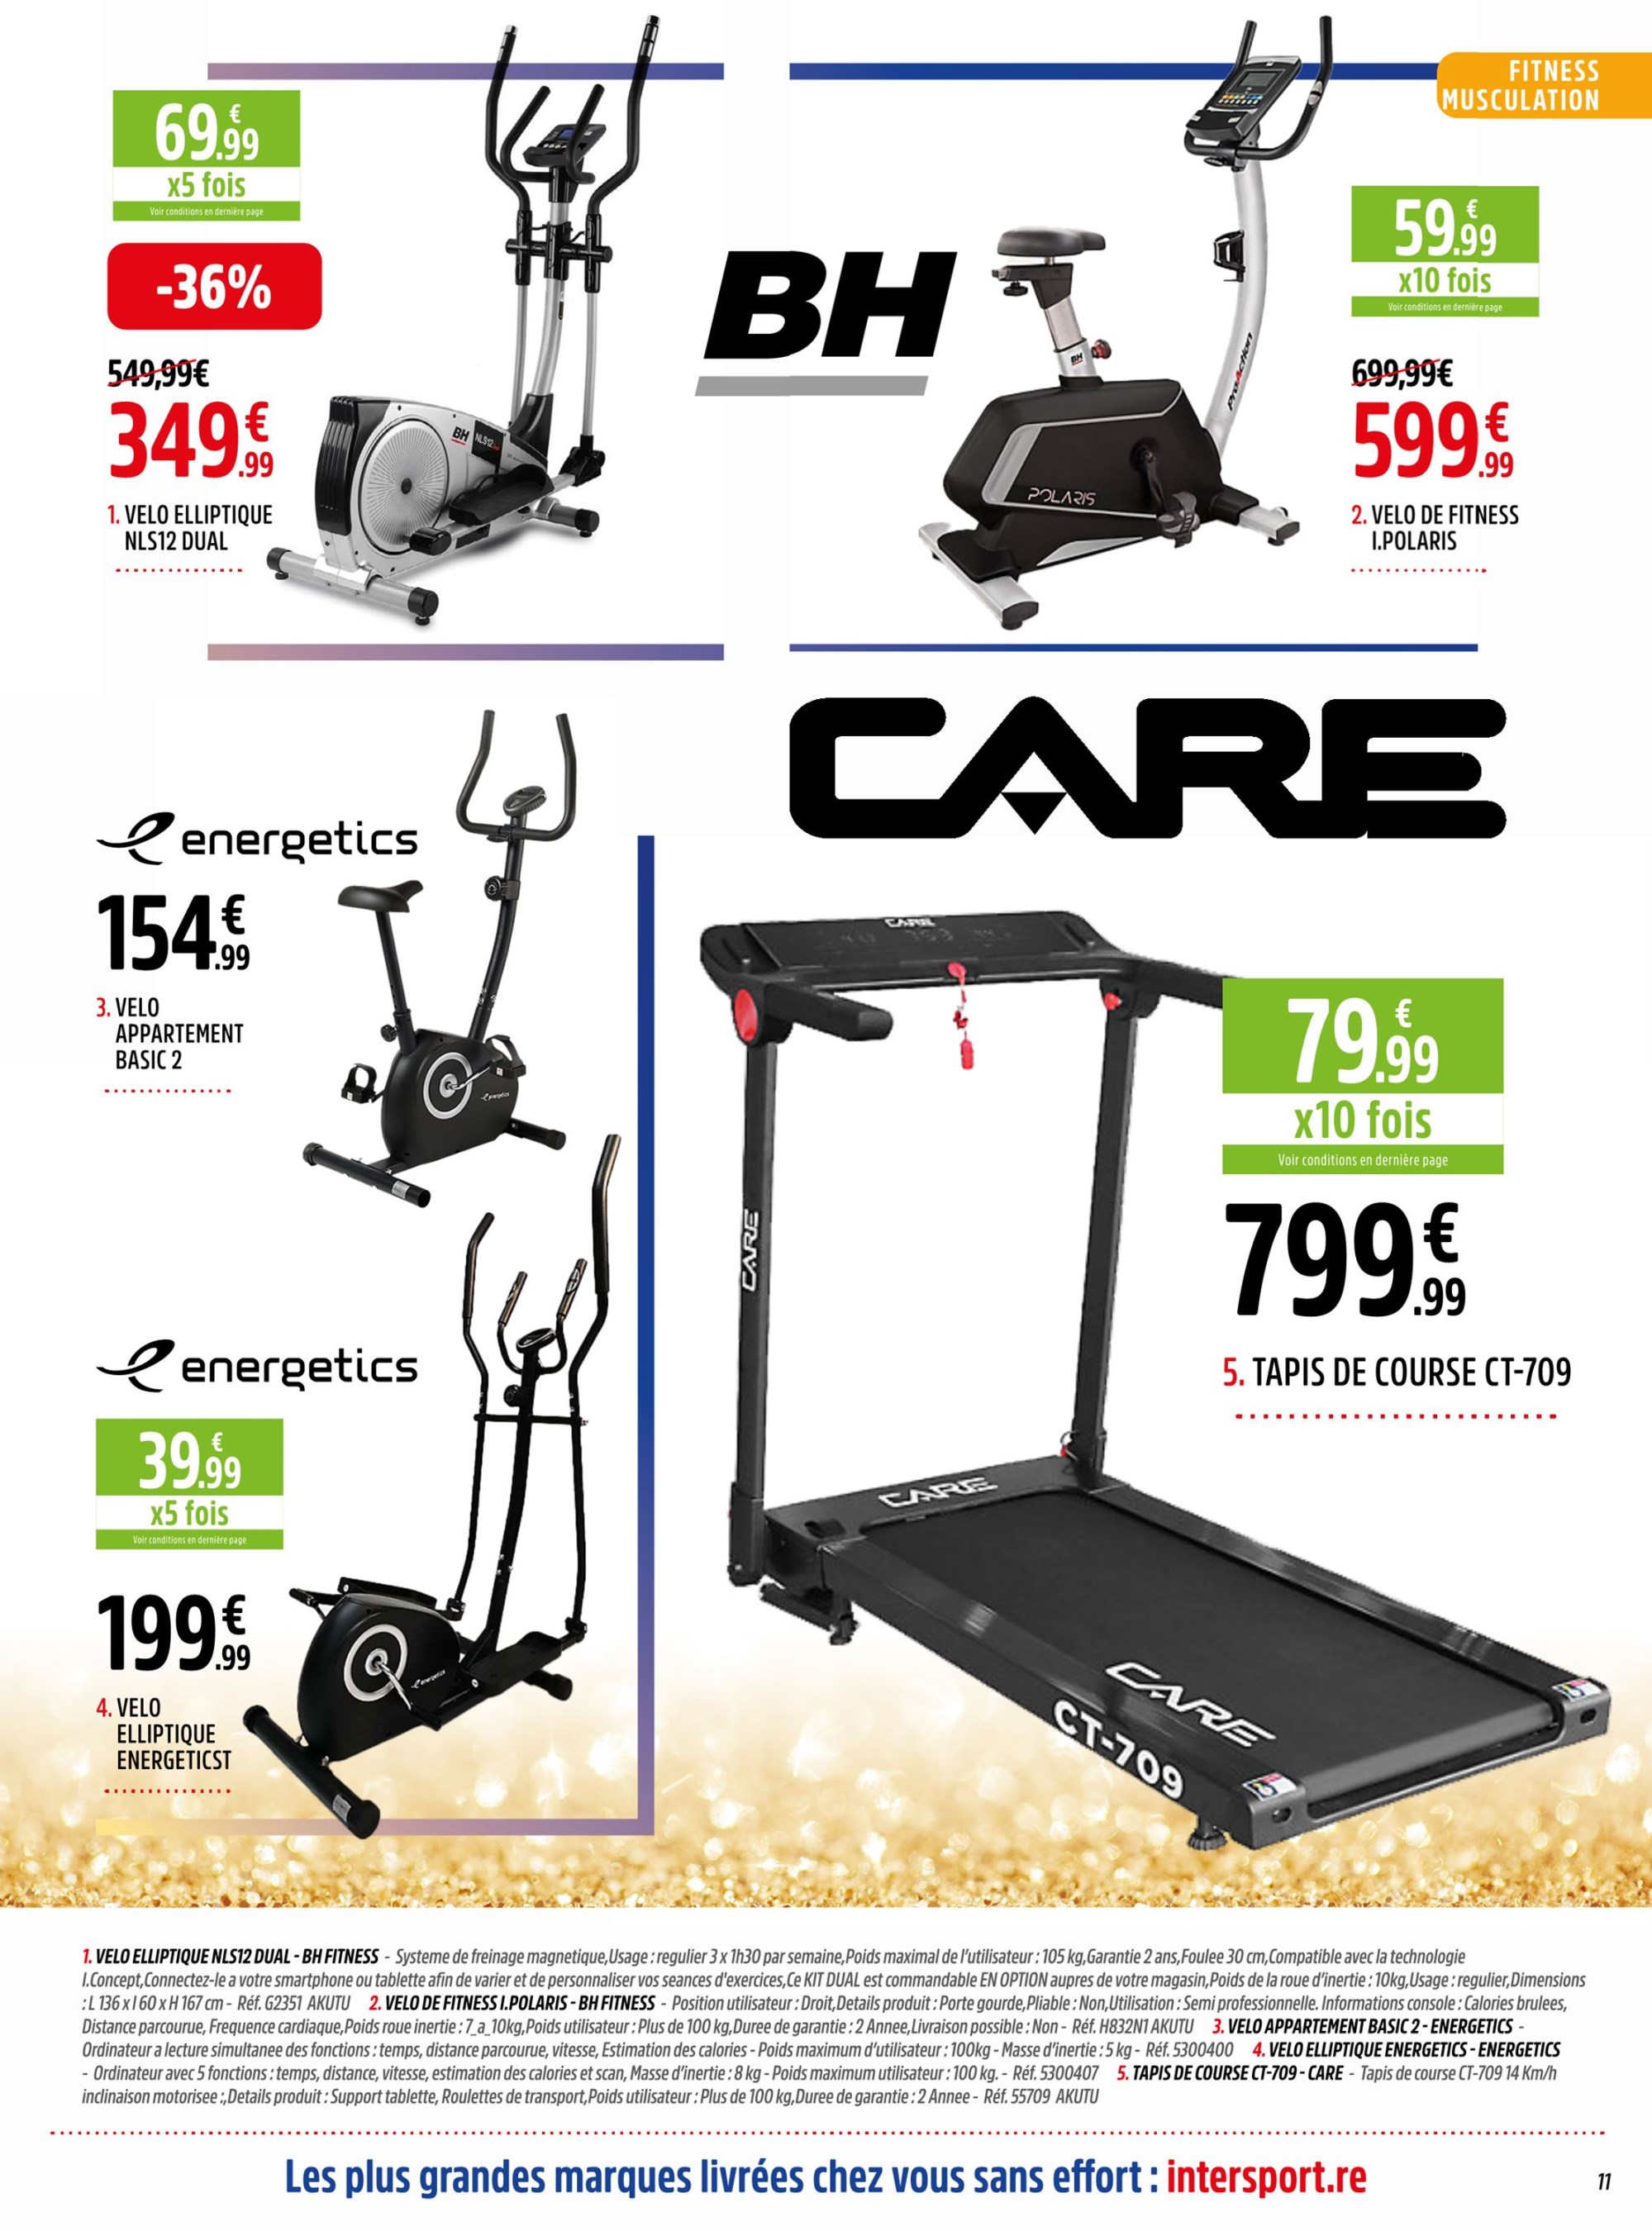 FITNESS
MUSCULATION
69€.99
x5 fois
Voir conditions en dernière page
-36%
549,99€
349€.99
1. VELO ELLIPTIQUE
NLS12 DUAL
BH NLS12
BH
59€.99
x10 fois
Voir conditions en dernière page
699,99€
599€.99
2. VELO DE FITNESS
I.POLARIS
BH
ProAction
POLARIS
CARE
energetics
154€.99
3. VELO
APPARTEMENT
BASIC 2
energetics
energetics
39€.99
x5 fois
Voir conditions en dernière page
199€.99
4. VELO
ELLIPTIQUE
ENERGETICST
energetics
CARE
CARE
CARE
CARE
CT-709
79€.99
x10 fois
Voir conditions en dernière page
799€.99
5. TAPIS DE COURSE CT-709
1. VELO ELLIPTIQUE NLS12 DUAL - BH FITNESS - Systeme de freinage magnetique,Usage : regulier 3 x 1h30 par semaine,Poids maximal de l'utilisateur : 105 kg,Garantie 2 ans,Foulee 30 cm,Compatible avec la technologie
I.Concept,Connectez-le a votre smartphone ou tablette afin de varier et de personnaliser vos seances d'exercices,Ce KIT DUAL est commandable EN OPTION aupres de votre magasin,Poids de la roue d'inertie : 10kg,Usage : regulier,Dimensions
: L 136 x l 60 x H 167 cm - Réf. G2351 AKUTU 2. VELO DE FITNESS I.POLARIS - BH FITNESS - Position utilisateur : Droit,Details produit : Porte gourde,Pliable : Non,Utilisation : Semi professionnelle. Informations console : Calories brulees,
Distance parcourue, Frequence cardiaque,Poids roue inertie : 7_a_10kg,Poids utilisateur : Plus de 100 kg,Duree de garantie : 2 Annee,Livraison possible : Non - Réf. H832N1 AKUTU 3. VELO APPARTEMENT BASIC 2 - ENERGETICS -
Ordinateur a lecture simultanee des fonctions : temps, distance parcourue, vitesse, Estimation des calories - Poids maximum d'utilisateur : 100kg - Masse d'inertie : 5 kg - Réf. 5300400 4. VELO ELLIPTIQUE ENERGETICS - ENERGETICS
- Ordinateur avec 5 fonctions : temps, distance, vitesse, estimation des calories et scan, Masse d'inertie : 8 kg - Poids maximum utilisateur : 100 kg. - Réf. 5300407 5. TAPIS DE COURSE CT-709 - CARE - Tapis de course CT-709 14 Km/h
inclinaison motorisee :,Details produit : Support tablette, Roulettes de transport,Poids utilisateur : Plus de 100 kg,Duree de garantie : 2 Annee - Réf. 55709 AKUTU
Les plus grandes marques livrées chez vous sans effort : intersport.re
11